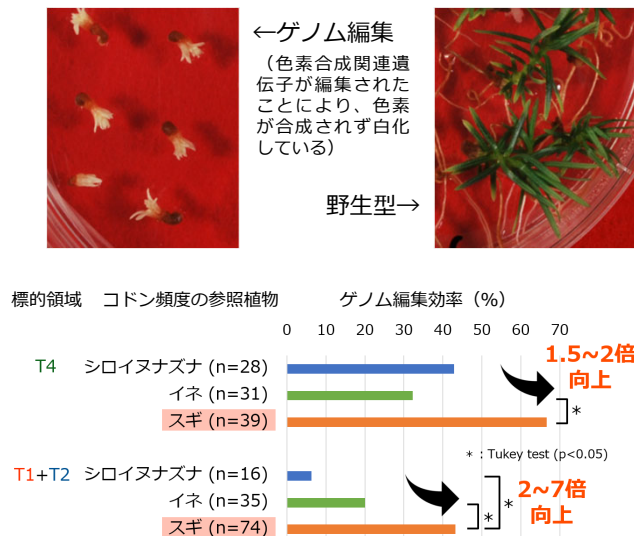 ←ゲノム編集
（色素合成関連遺
伝子が編集された
ことにより、色素
が合成されず白化
している）
野生型→
標的領域 コドン頻度の参照植物 ゲノム編集効率（%）
0 10 20 30 40 50 60 70
T4 シロイヌナズナ (n=28)
イネ (n=31)
スギ (n=39)
1.5~2倍
向上
*
* : Tukey test (p<0.05)
T1+T2 シロイヌナズナ (n=16)
イネ (n=35)
スギ (n=74)
* *
2~7倍
向上